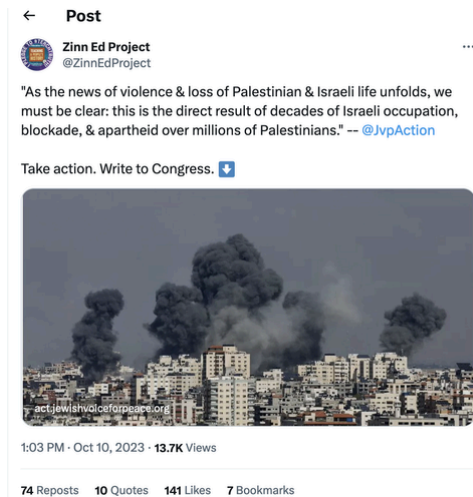 Post
Zinn Ed Project
@ZinnEdProject
"As the news of violence & loss of Palestinian & Israeli life unfolds, we
must be clear: this is the direct result of decades of Israeli occupation,
blockade, & apartheid over millions of Palestinians." -- @JvpAction
Take action. Write to Congress. ⬇️
act.jewishvoiceforpeace.org
1:03 PM · Oct 10, 2023 · 13.7K Views
74 Reposts 10 Quotes 141 Likes 7 Bookmarks